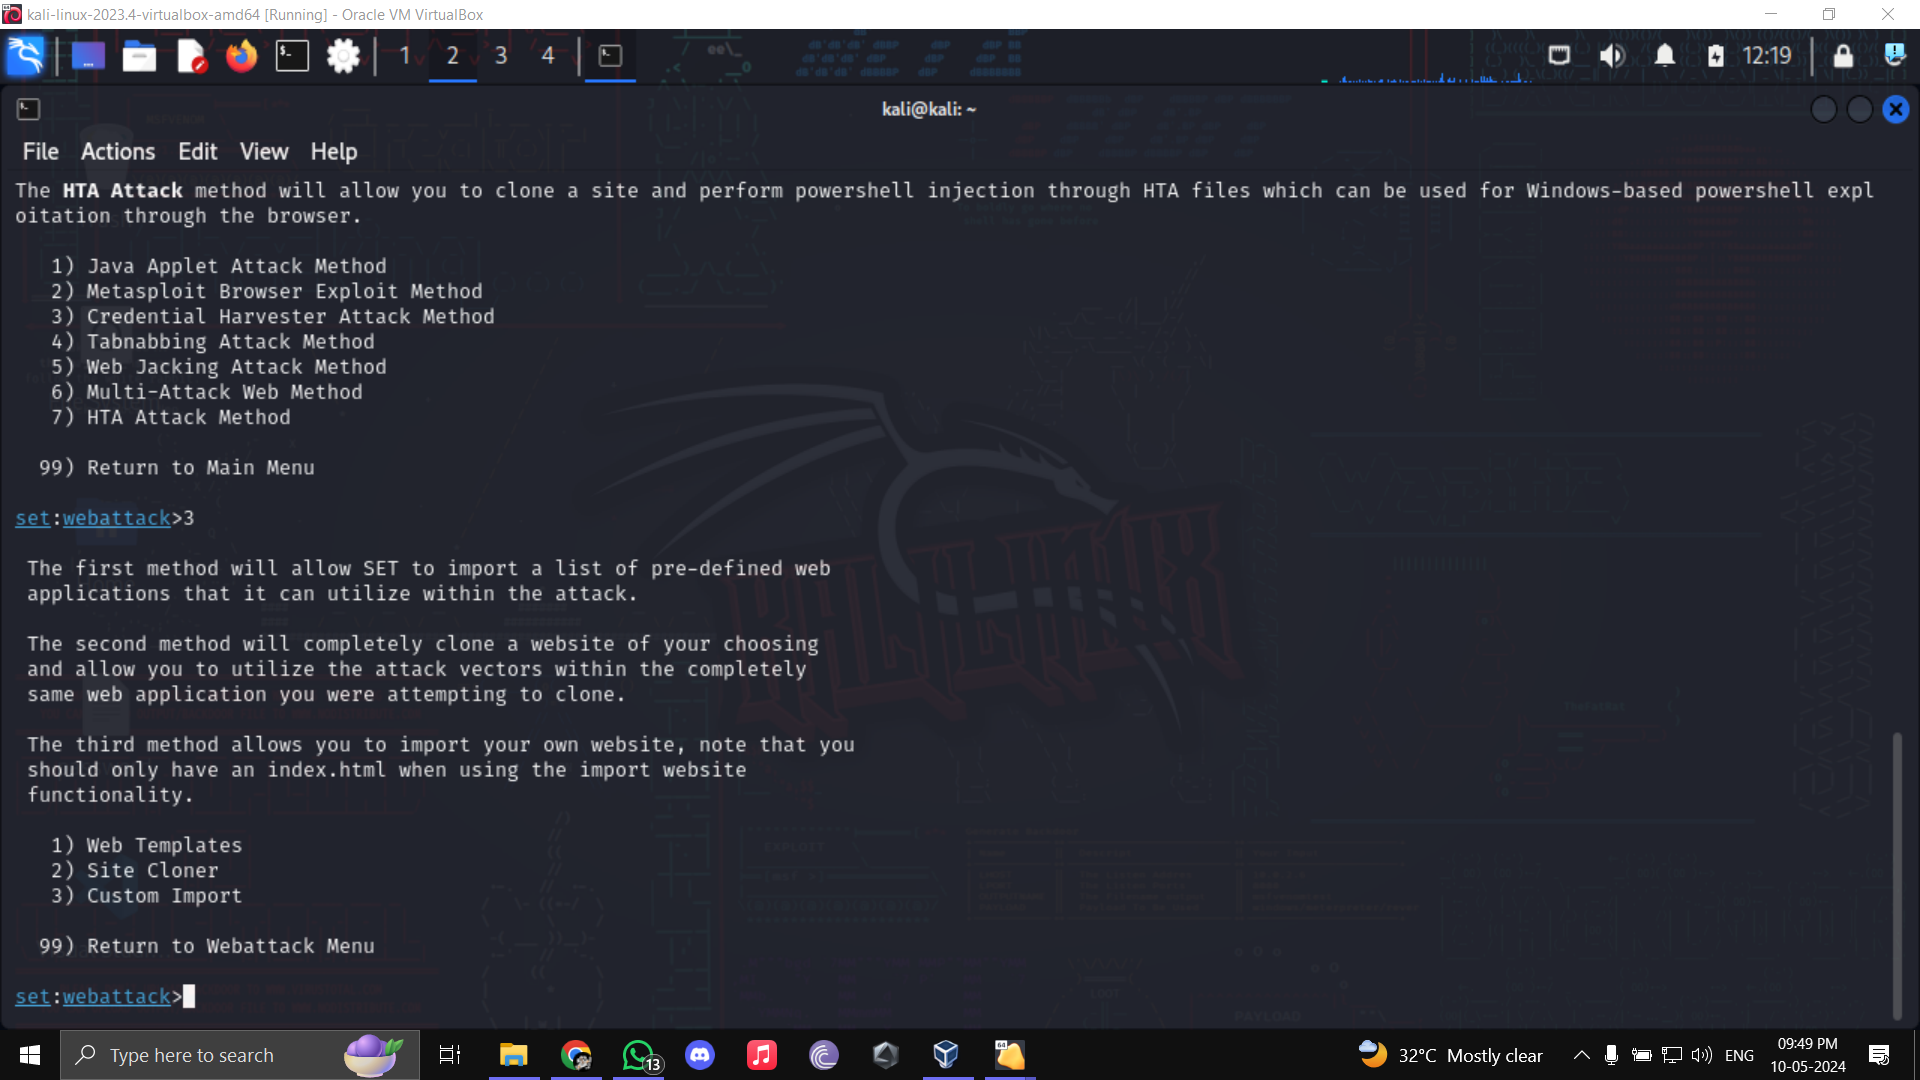 kali-linux-2023.4-virtualbox-amd64 [Running] - Oracle VM VirtualBox
1 2 3 4
12:19
kali@kali: ~
File Actions Edit View Help
The HTA Attack method will allow you to clone a site and perform powershell injection through HTA files which can be used for Windows-based powershell expl
oitation through the browser.
1) Java Applet Attack Method
2) Metasploit Browser Exploit Method
3) Credential Harvester Attack Method
4) Tabnabbing Attack Method
5) Web Jacking Attack Method
6) Multi-Attack Web Method
7) HTA Attack Method
99) Return to Main Menu
set:webattack>3
The first method will allow SET to import a list of pre-defined web
applications that it can utilize within the attack.
The second method will completely clone a website of your choosing
and allow you to utilize the attack vectors within the completely
same web application you were attempting to clone.
The third method allows you to import your own website, note that you
should only have an index.html when using the import website
functionality.
1) Web Templates
2) Site Cloner
3) Custom Import
99) Return to Webattack Menu
set:webattack>
KALI LINUX
EXPLOIT
PAYLOAD
Type here to search
13
64
32°C Mostly clear
ENG
09:49 PM
10-05-2024